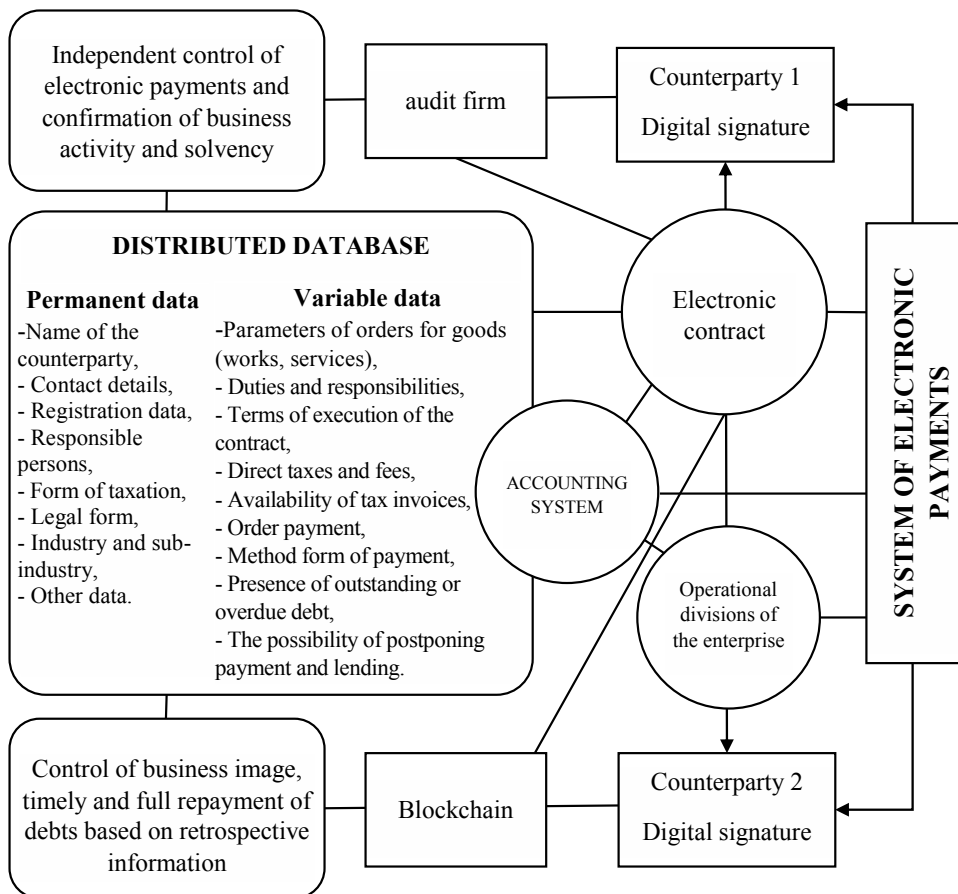 Independent control of
electronic payments and
confirmation of business
activity and solvency
audit firm
Counterparty 1
Digital signature
DISTRIBUTED DATABASE
Permanent data
-Name of the
counterparty,
- Contact details,
- Registration data,
- Responsible
persons,
- Form of taxation,
- Legal form,
- Industry and sub-
industry,
- Other data.
Variable data
-Parameters of orders for goods
(works, services),
- Duties and responsibilities,
- Terms of execution of the
contract,
- Direct taxes and fees,
- Availability of tax invoices,
- Order payment,
- Method form of payment,
- Presence of outstanding or
overdue debt,
- The possibility of postponing
payment and lending.
Electronic
contract
ACCOUNTING
SYSTEM
Operational
divisions of
the enterprise
SYSTEM OF ELECTRONIC
PAYMENTS
Control of business image,
timely and full repayment of
debts based on retrospective
information
Blockchain
Counterparty 2
Digital signature